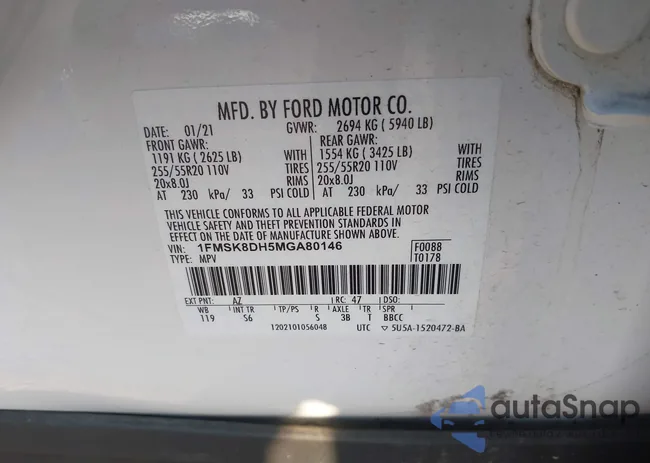 MFD. BY FORD MOTOR CO.
DATE: 01/21 GVWR: 2694 KG ( 5940 LB)
FRONT GAWR: REAR GAWR:
1191 KG ( 2625 LB) WITH 1554 KG ( 3425 LB) WITH
255/55R20 110V TIRES 255/55R20 110V TIRES
20x8.0J RIMS 20x8.0J RIMS
AT 230 kPa/ 33 PSI COLD AT 230 kPa/ 33 PSI COLD
THIS VEHICLE CONFORMS TO ALL APPLICABLE FEDERAL MOTOR
VEHICLE SAFETY AND THEFT PREVENTION STANDARDS IN
EFFECT ON THE DATE OF MANUFACTURE SHOWN ABOVE.
VIN: 1FMSK8DH5MGA80146 F0088
TYPE: MPV T0178
EXT PNT: AZ RC: 47 DSO:
WB INT TR TP/PS R AXLE TR SPR
119 S6 S 3B T BBCC
1202101056048 UTC ▽ 5U5A-1520472-BA
autaSnap